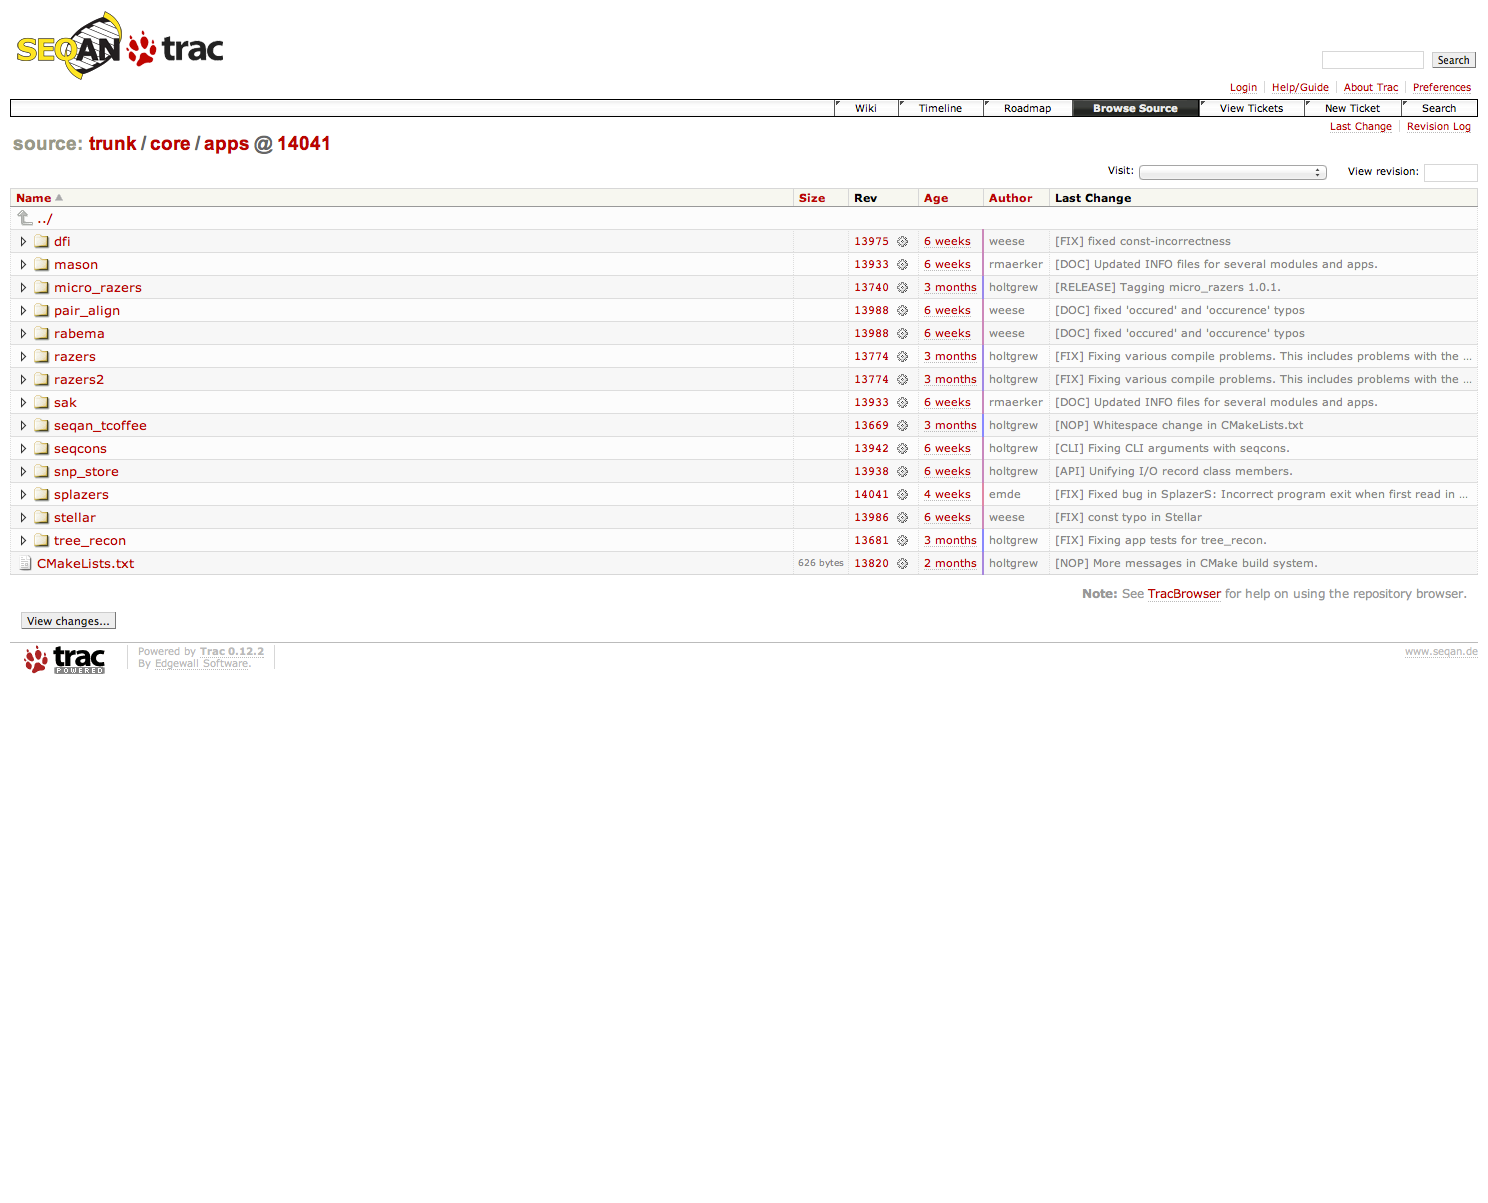 SEQAN trac
Search
Login Help/Guide About Trac Preferences
Wiki Timeline Roadmap Browse Source View Tickets New Ticket Search
Last Change Revision Log
source: trunk / core / apps @ 14041
Visit: View revision:
Name Size Rev Age Author Last Change
../
dfi 13975 6 weeks weese [FIX] fixed const-incorrectness
mason 13933 6 weeks rmaerker [DOC] Updated INFO files for several modules and apps.
micro_razers 13740 3 months holtgrew [RELEASE] Tagging micro_razers 1.0.1.
pair_align 13988 6 weeks weese [DOC] fixed 'occured' and 'occurence' typos
rabema 13988 6 weeks weese [DOC] fixed 'occured' and 'occurence' typos
razers 13774 3 months holtgrew [FIX] Fixing various compile problems. This includes problems with the ...
razers2 13774 3 months holtgrew [FIX] Fixing various compile problems. This includes problems with the ...
sak 13933 6 weeks rmaerker [DOC] Updated INFO files for several modules and apps.
seqan_tcoffee 13669 3 months holtgrew [NOP] Whitespace change in CMakeLists.txt
seqcons 13942 6 weeks holtgrew [CLI] Fixing CLI arguments with seqcons.
snp_store 13938 6 weeks holtgrew [API] Unifying I/O record class members.
splazers 14041 4 weeks emde [FIX] Fixed bug in SplazerS: Incorrect program exit when first read in ...
stellar 13986 6 weeks weese [FIX] const typo in Stellar
tree_recon 13681 3 months holtgrew [FIX] Fixing app tests for tree_recon.
CMakeLists.txt 626 bytes 13820 2 months holtgrew [NOP] More messages in CMake build system.
Note: See TracBrowser for help on using the repository browser.
View changes...
trac POWERED
Powered by Trac 0.12.2
By Edgewall Software.
www.seqan.de